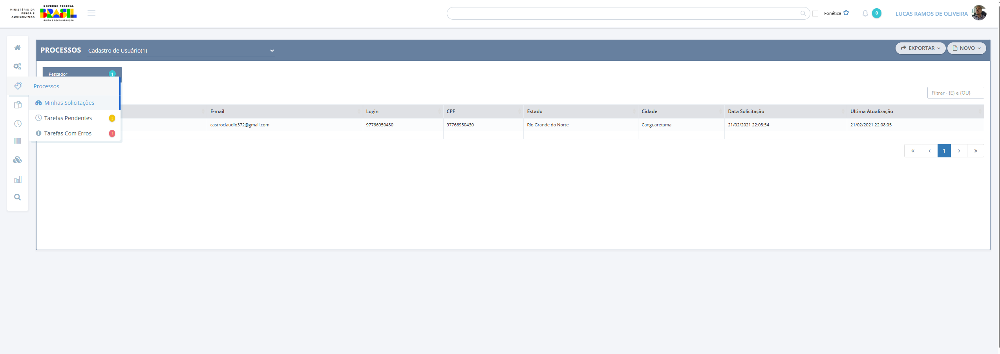 MINISTÉRIO DA
PESCA E
AQUICULTURA
GOVERNO FEDERAL
BRASIL
UNIÃO E RECONSTRUÇÃO
Fonética
0
LUCAS RAMOS DE OLIVEIRA
PROCESSOS
Cadastro de Usuário(1)
EXPORTAR
NOVO
Pescador
1
Processos
Filtrar - {E} e {OU}
Minhas Solicitações
Tarefas Pendentes
!
Tarefas Com Erros
!
E-mail
Login
CPF
Estado
Cidade
Data Solicitação
Ultima Atualização
castroclaudio372@gmail.com
97766950430
97766950430
Rio Grande do Norte
Canguaretama
21/02/2021 22:03:54
21/02/2021 22:08:05
«
‹
1
›
»